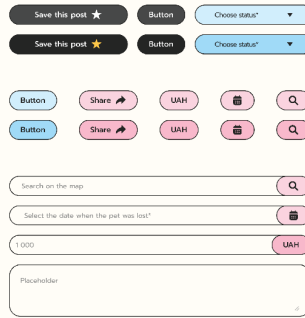 Save this post Button Choose status*
Save this post Button Choose status*
Button Share UAH
Button Share UAH
Search on the map
Select the date when the pet was lost*
1 000 UAH
Placeholder